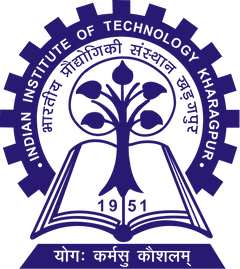 INDIAN INSTITUTE OF TECHNOLOGY KHARAGPUR
भारतीय प्रौद्योगिकी संस्थान खड़गपुर
1951
योगः कर्मसु कौशलम्